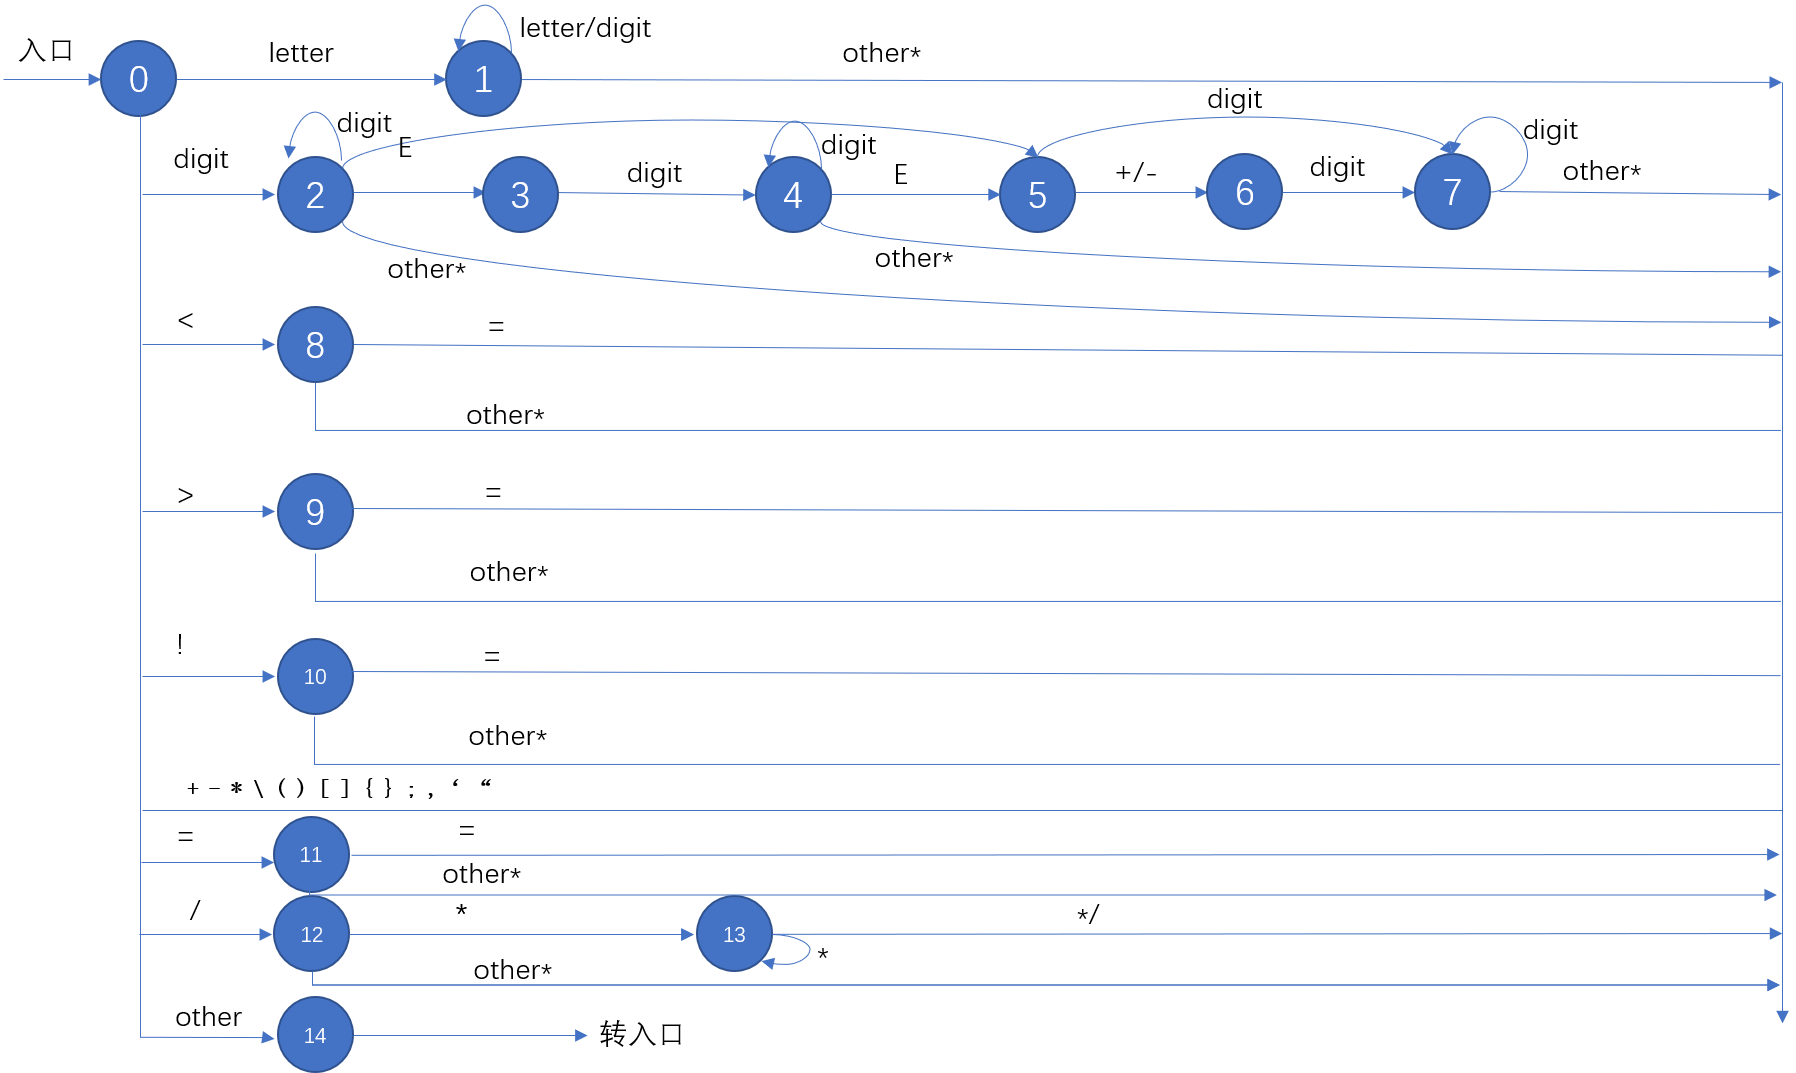 letter/digit
入口
0
letter
1
other*
digit
digit
E
digit
2
3
digit
4
digit
E
5
+/-
6
digit
7
digit
other*
other*
other*
<
8
=
other*
>
9
=
other*
!
10
=
other*
+ - * \ ( ) [ ] { } ; , ‘ “
=
11
=
other*
/
12
*
13
*/
*
other*
other
14
转入口